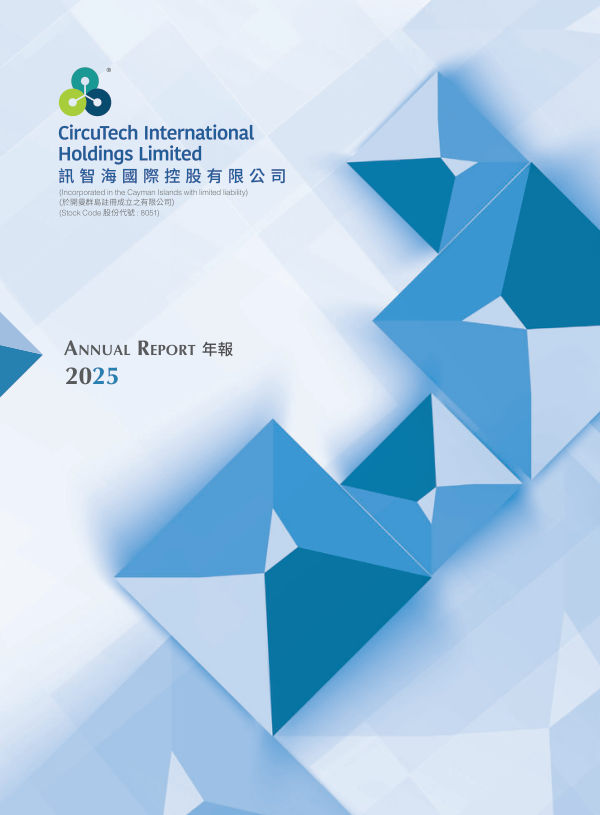 ®
CircuTech International
Holdings Limited
訊智海國際控股有限公司
(Incorporated in the Cayman Islands with limited liability)
(於開曼群島註冊成立之有限公司)
(Stock Code 股份代號 : 8051)
ANNUAL REPORT 年報
2025